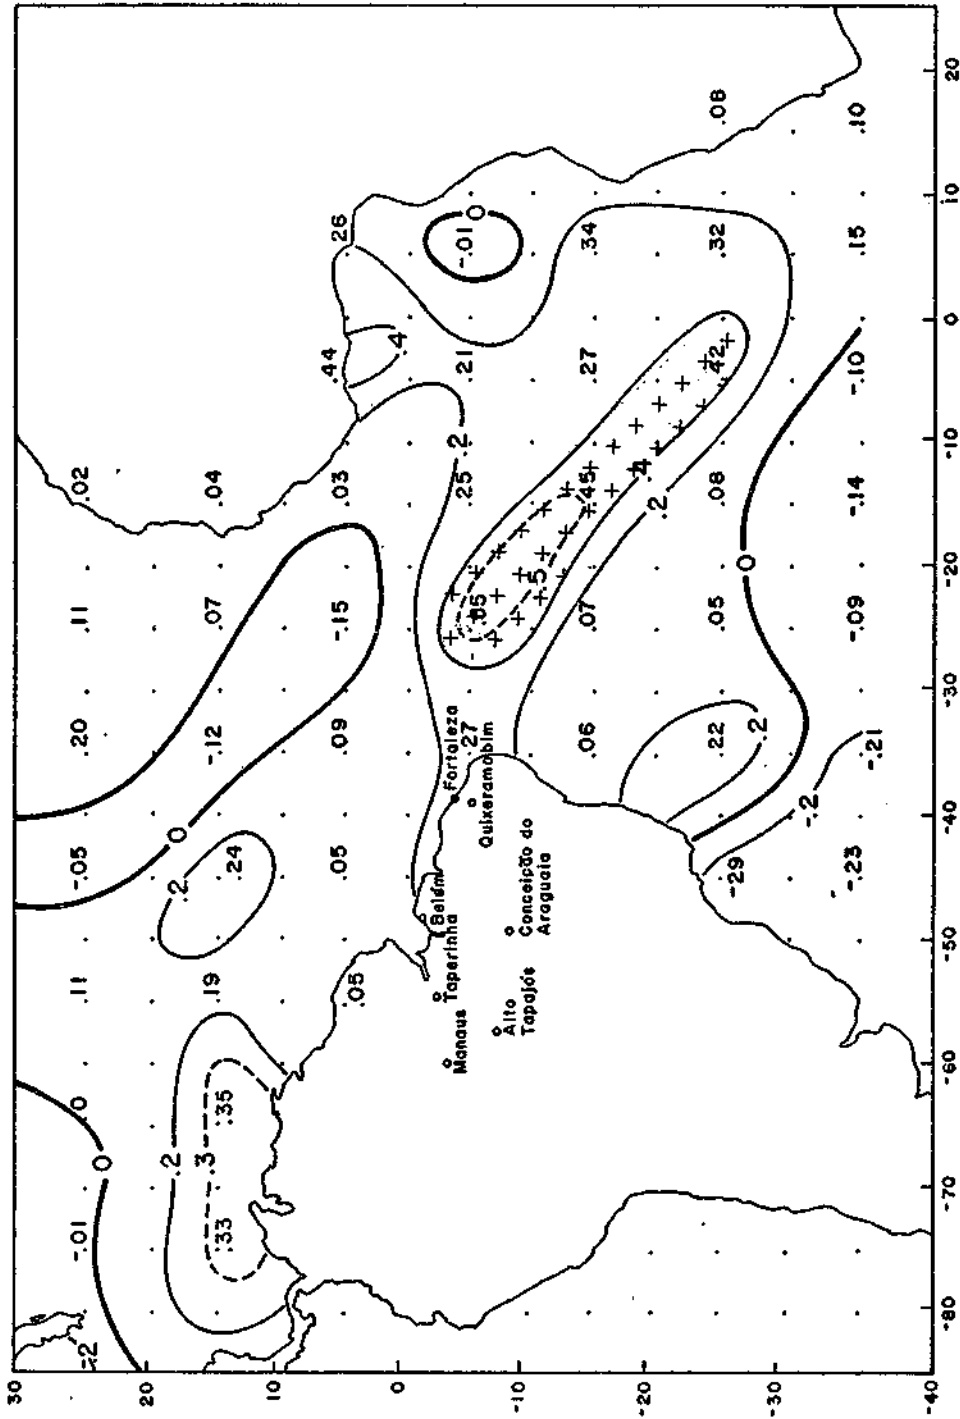 30
-.2 -.01 0 .11 -.05 .20 .11 .02
0
20
.2 .3 .2 0
.33 .35 .19 .24 -.12 .07 .04
10
.05 .05 .09 -.15 .03 .44 .26
0
.4
.2
Belém
Manaus
Taperinha
Fortaleza
.27 .25 .21 -.01 0
Quixeramobim
Alto
Tapajós
Conceição do
Araguaia
-10
.5
.06 .07 .45 .27 .34
-20
.4
.2
-.29 .22 .05 .08 .42 .32 .08
.2 0
-30
-.2
-.23 -.21 -.09 -.14 -.10 .15 .10
-40
-80 -70 -60 -50 -40 -30 -20 -10 0 10 20